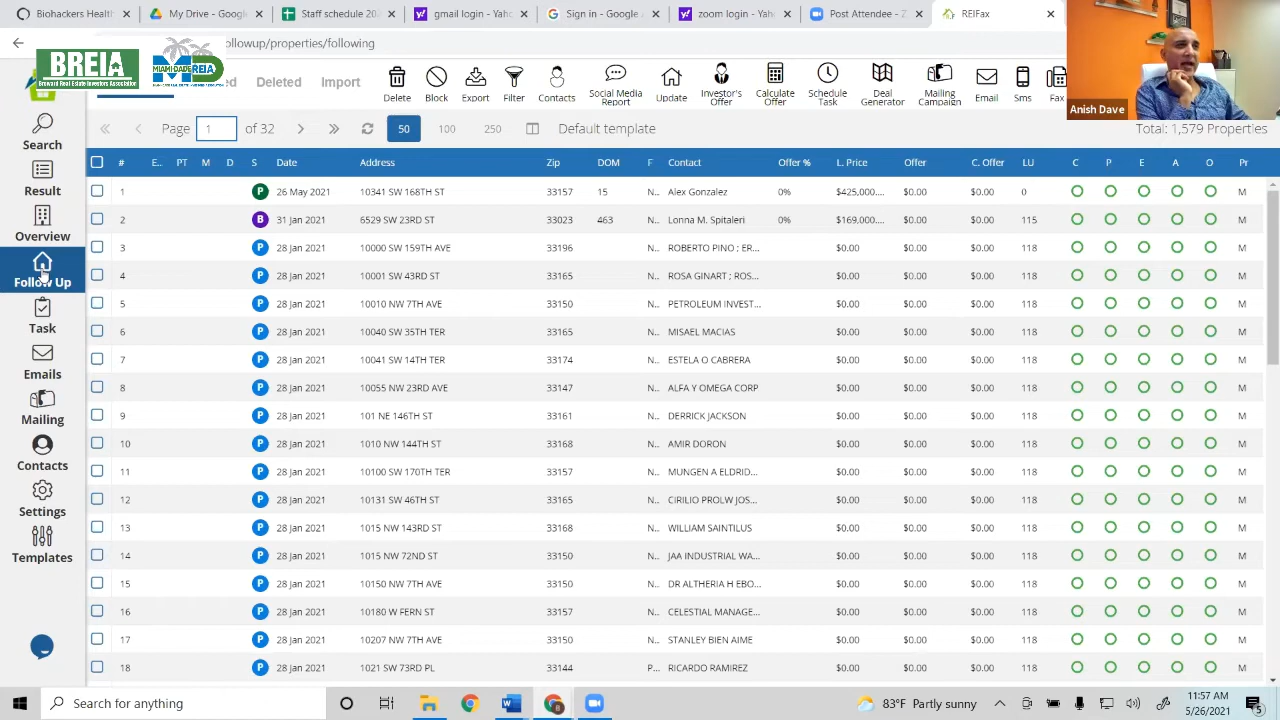 Biohackers Health
My Drive - Google
Staff schedule 202
gmail login - Yaho
Sign in - Google
zoom login - Yaho
Post Attendee - Z
REIFax
ollowup/properties/following
BREIA
Broward Real Estate Investors Association
MIAMI-DADE REIA
Deleted
Import
Delete
Block
Export
Filter
Contacts
Social Media Report
Update
Investor Offer
Calculate Offer
Schedule Task
Deal Generator
Mailing Campaign
Email
Sms
Fax
Anish Dave
Page 1 of 32
50
100
250
Default template
Total: 1,579 Properties
Search
Result
Overview
Follow Up
Task
Emails
Mailing
Contacts
Settings
Templates
# E.. PT M D S Date Address Zip DOM F Contact Offer % L. Price Offer C. Offer LU C P E A O Pr
1 P 26 May 2021 10341 SW 168TH ST 33157 15 N.. Alex Gonzalez 0% $425,000.... $0.00 $0.00 0 M
2 B 31 Jan 2021 6529 SW 23RD ST 33023 463 N.. Lonna M. Spitaleri 0% $169,000.... $0.00 $0.00 115 M
3 P 28 Jan 2021 10000 SW 159TH AVE 33196 N.. ROBERTO PINO ; ER... $0.00 $0.00 $0.00 118 M
4 P 28 Jan 2021 10001 SW 43RD ST 33165 N.. ROSA GINART ; RO... $0.00 $0.00 $0.00 118 M
5 P 28 Jan 2021 10010 NW 7TH AVE 33150 N.. PETROLEUM INVEST... $0.00 $0.00 $0.00 118 M
6 P 28 Jan 2021 10040 SW 35TH TER 33165 N.. MISAEL MACIAS $0.00 $0.00 $0.00 118 M
7 P 28 Jan 2021 10041 SW 14TH TER 33174 N.. ESTELA O CABRERA $0.00 $0.00 $0.00 118 M
8 P 28 Jan 2021 10055 NW 23RD AVE 33147 N.. ALFA Y OMEGA CORP $0.00 $0.00 $0.00 118 M
9 P 28 Jan 2021 101 NE 146TH ST 33161 N.. DERRICK JACKSON $0.00 $0.00 $0.00 118 M
10 P 28 Jan 2021 1010 NW 144TH ST 33168 N.. AMIR DORON $0.00 $0.00 $0.00 118 M
11 P 28 Jan 2021 10100 SW 170TH TER 33157 N.. MUNGEN A ELDRID... $0.00 $0.00 $0.00 118 M
12 P 28 Jan 2021 10131 SW 46TH ST 33165 N.. CIRILIO PROLW JOS... $0.00 $0.00 $0.00 118 M
13 P 28 Jan 2021 1015 NW 143RD ST 33168 N.. WILLIAM SAINTILUS $0.00 $0.00 $0.00 118 M
14 P 28 Jan 2021 1015 NW 72ND ST 33150 N.. JAA INDUSTRIAL WA... $0.00 $0.00 $0.00 118 M
15 P 28 Jan 2021 10150 NW 7TH AVE 33150 N.. DR ALTHERIA H EBO... $0.00 $0.00 $0.00 118 M
16 P 28 Jan 2021 10180 W FERN ST 33157 N.. CELESTIAL MANAGE... $0.00 $0.00 $0.00 118 M
17 P 28 Jan 2021 10207 NW 7TH AVE 33150 N.. STANLEY BIEN AIME $0.00 $0.00 $0.00 118 M
18 P 28 Jan 2021 1021 SW 73RD PL 33144 P... RICARDO RAMIREZ $0.00 $0.00 $0.00 118 M
Search for anything
83°F Partly sunny
11:57 AM
5/26/2021
5